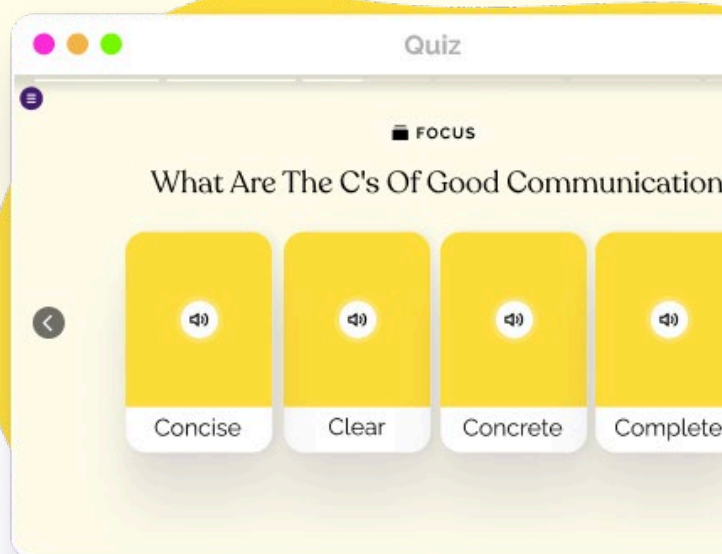 Quiz
FOCUS
What Are The C's Of Good Communication
Concise
Clear
Concrete
Complete